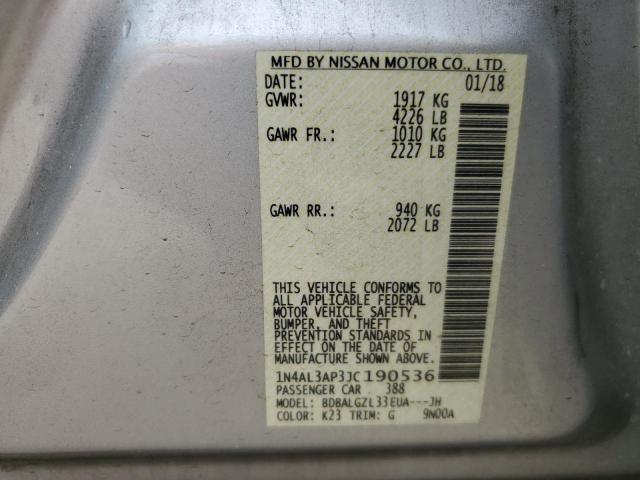 MFD BY NISSAN MOTOR CO., LTD.
DATE: 01/18
GVWR: 1917 KG
4226 LB
GAWR FR.: 1010 KG
2227 LB
GAWR RR.: 940 KG
2072 LB
THIS VEHICLE CONFORMS TO
ALL APPLICABLE FEDERAL
MOTOR VEHICLE SAFETY,
BUMPER, AND THEFT
PREVENTION STANDARDS IN
EFFECT ON THE DATE OF
MANUFACTURE SHOWN ABOVE.
1N4AL3AP3JC190536
PASSENGER CAR 388
MODEL: BDBALGZL33EUA---JH
COLOR: K23 TRIM: G 9N00A